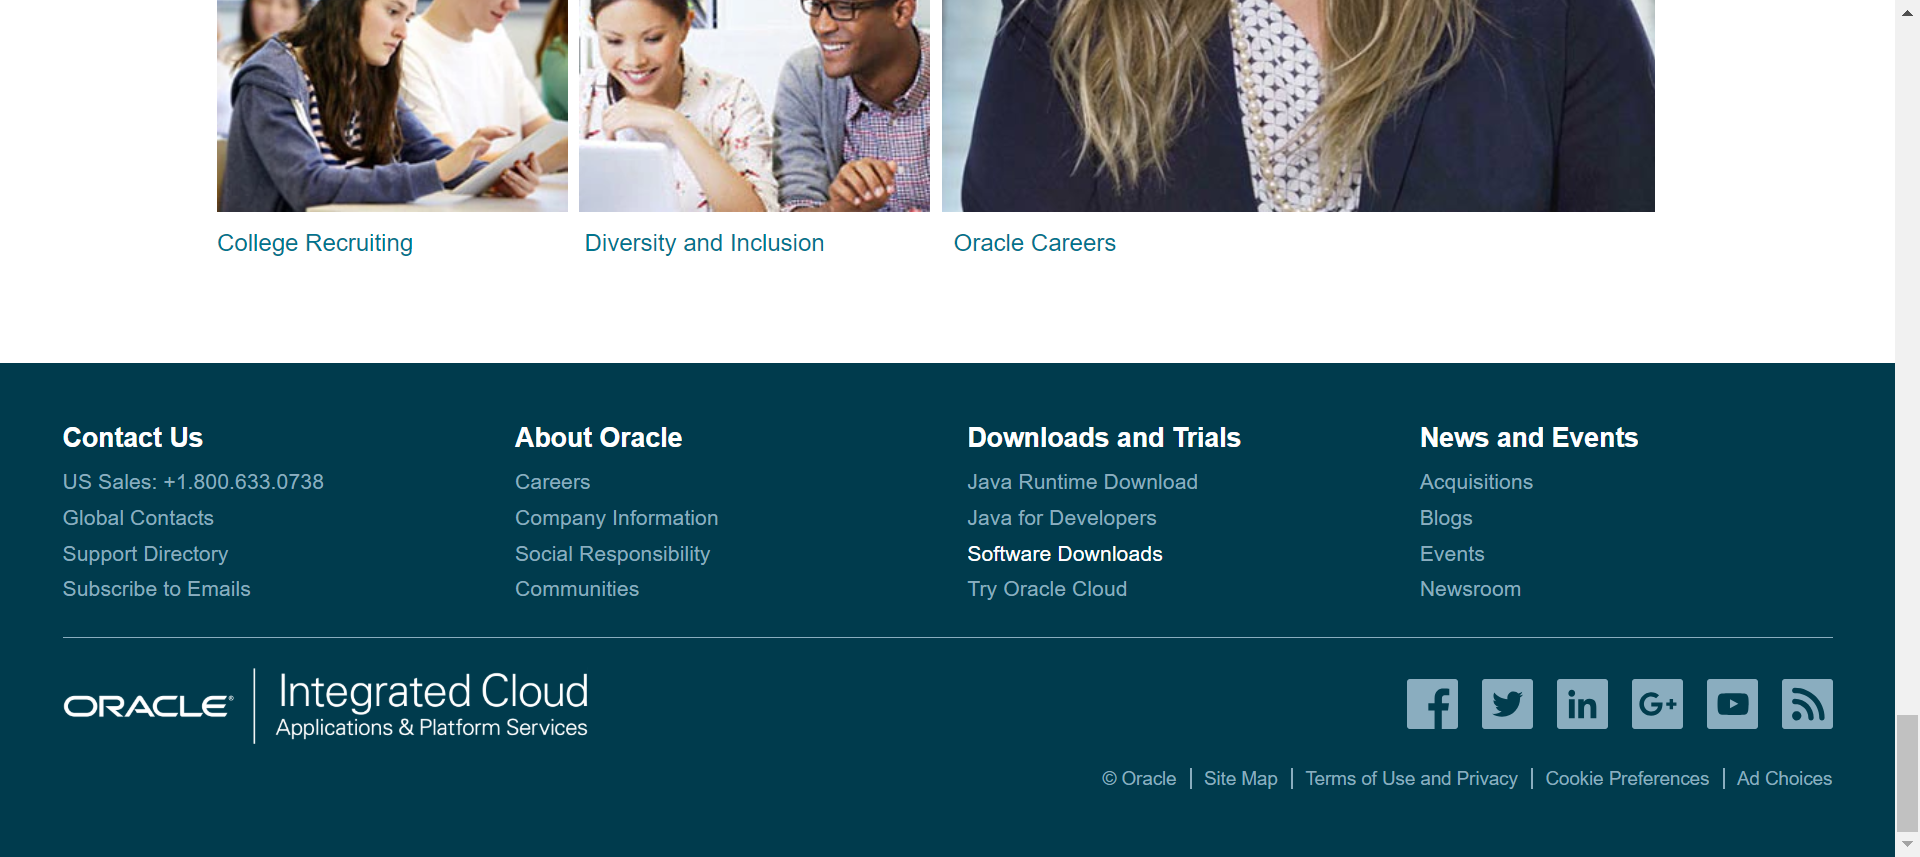 College Recruiting
Diversity and Inclusion
Oracle Careers
Contact Us
US Sales: +1.800.633.0738
Global Contacts
Support Directory
Subscribe to Emails
About Oracle
Careers
Company Information
Social Responsibility
Communities
Downloads and Trials
Java Runtime Download
Java for Developers
Software Downloads
Try Oracle Cloud
News and Events
Acquisitions
Blogs
Events
Newsroom
ORACLE®
Integrated Cloud
Applications & Platform Services
© Oracle | Site Map | Terms of Use and Privacy | Cookie Preferences | Ad Choices